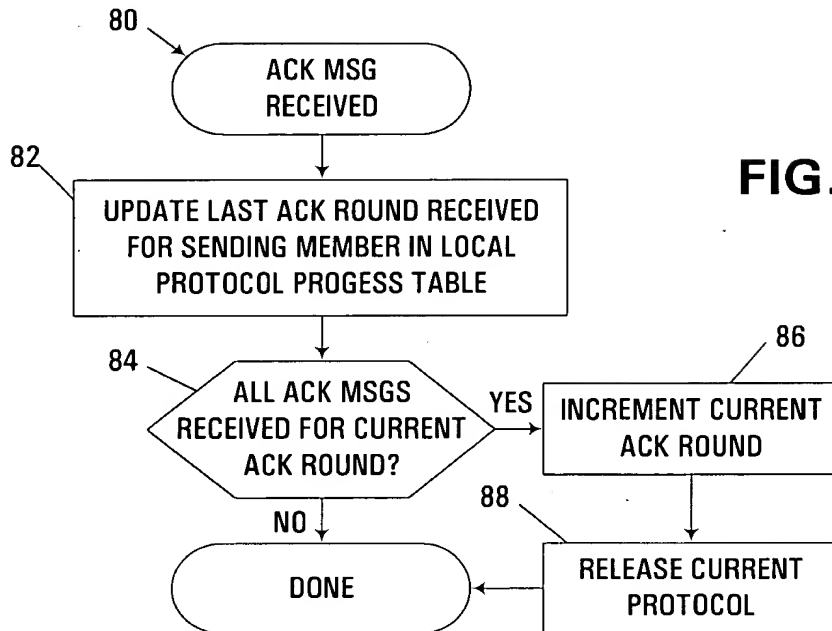 80
ACK MSG
RECEIVED
82
FIG.
UPDATE LAST ACK ROUND RECEIVED
FOR SENDING MEMBER IN LOCAL
PROTOCOL PROGESS TABLE
84
86
ALL ACK MSGS
RECEIVED FOR CURRENT
ACK ROUND?
YES
INCREMENT CURRENT
ACK ROUND
NO
88
DONE
RELEASE CURRENT
PROTOCOL